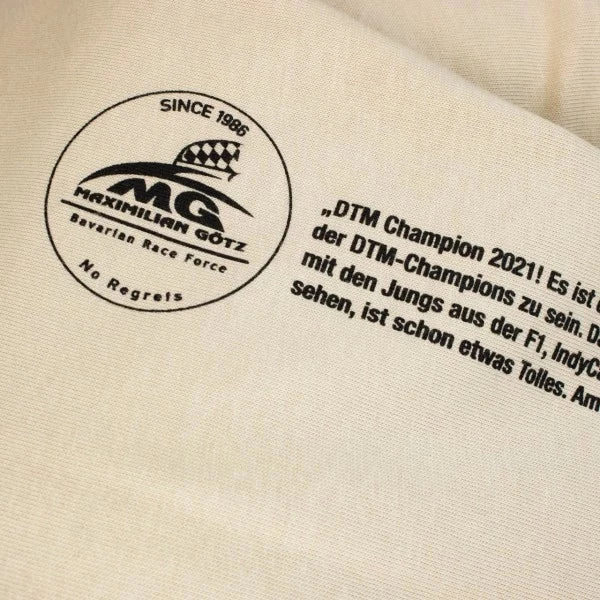 SINCE 1986
MG
MAXIMILIAN GÖTZ
Bavarian Race Force
No Regrets
„DTM Champion 2021! Es ist
der DTM-Champions zu sein.
mit den Jungs aus der F1,
sehen, ist schon etwas Tolles. Am